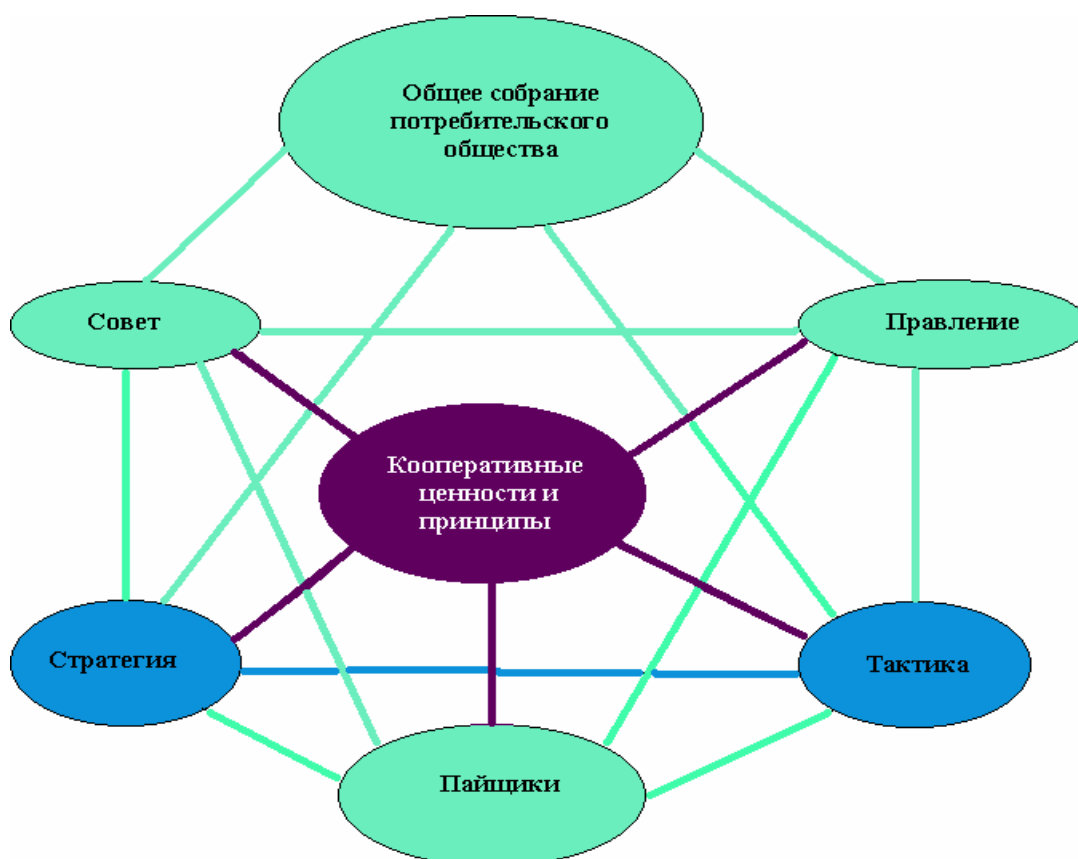 Общее собрание
потребительского
общества
Совет
Правление
Кооперативные
ценности и
принципы
Стратегия
Тактика
Пайщики